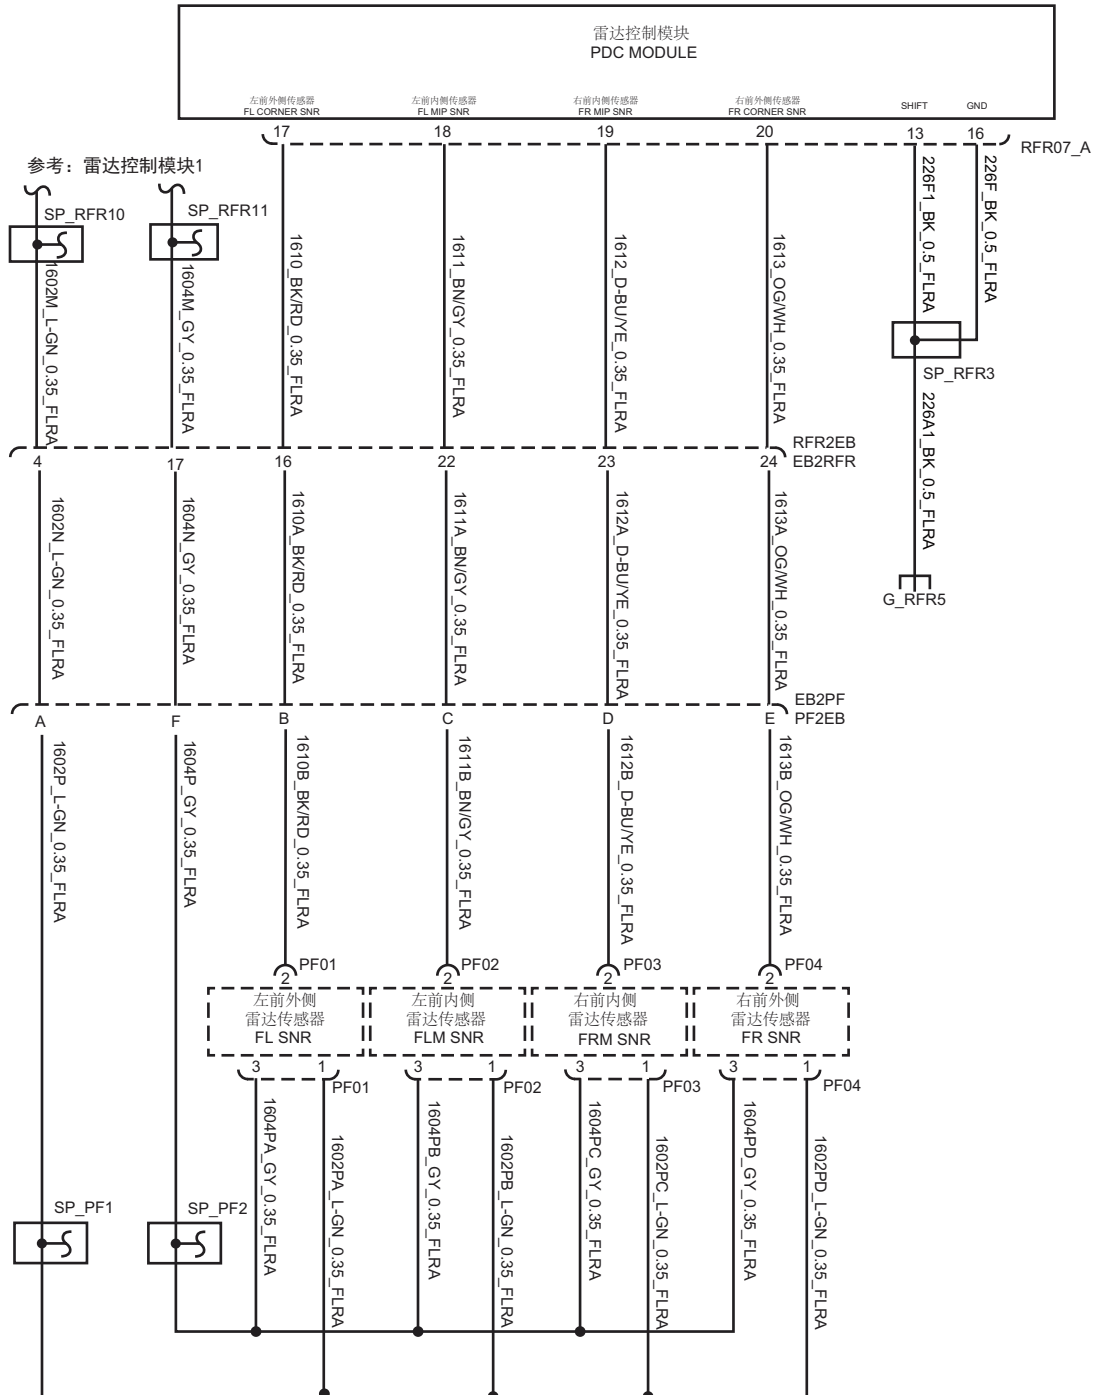 雷达控制模块
PDC MODULE
左前外侧传感器
FL CORNER SNR
左前内侧传感器
FL MIP SNR
右前内侧传感器
FR MIP SNR
右前外侧传感器
FR CORNER SNR
SHIFT
GND
17
18
19
20
13
16
RFR07_A
参考：雷达控制模块1
SP_RFR10
SP_RFR11
1602M_L-GN_0.35_FLRA
1604M_GY_0.35_FLRA
1610_BK/RD_0.35_FLRA
1611_BN/GY_0.35_FLRA
1612_D-BU/YE_0.35_FLRA
1613_OG/WH_0.35_FLRA
226F1_BK_0.5_FLRA
226F_BK_0.5_FLRA
SP_RFR3
226A1_BK_0.5_FLRA
G_RFR5
RFR2EB
4
17
16
22
23
24
EB2RFR
1602N_L-GN_0.35_FLRA
1604N_GY_0.35_FLRA
1610A_BK/RD_0.35_FLRA
1611A_BN/GY_0.35_FLRA
1612A_D-BU/YE_0.35_FLRA
1613A_OG/WH_0.35_FLRA
EB2PF
A
F
B
C
D
E
PF2EB
1602P_L-GN_0.35_FLRA
1604P_GY_0.35_FLRA
1610B_BK/RD_0.35_FLRA
1611B_BN/GY_0.35_FLRA
1612B_D-BU/YE_0.35_FLRA
1613B_OG/WH_0.35_FLRA
PF01
2
PF02
2
PF03
2
PF04
2
左前外侧
雷达传感器
FL SNR
左前内侧
雷达传感器
FLM SNR
右前内侧
雷达传感器
FRM SNR
右前外侧
雷达传感器
FR SNR
3
1
PF01
3
1
PF02
3
1
PF03
3
1
PF04
1604PA_GY_0.35_FLRA
1602PA_L-GN_0.35_FLRA
1604PB_GY_0.35_FLRA
1602PB_L-GN_0.35_FLRA
1604PC_GY_0.35_FLRA
1602PC_L-GN_0.35_FLRA
1604PD_GY_0.35_FLRA
1602PD_L-GN_0.35_FLRA
SP_PF1
SP_PF2